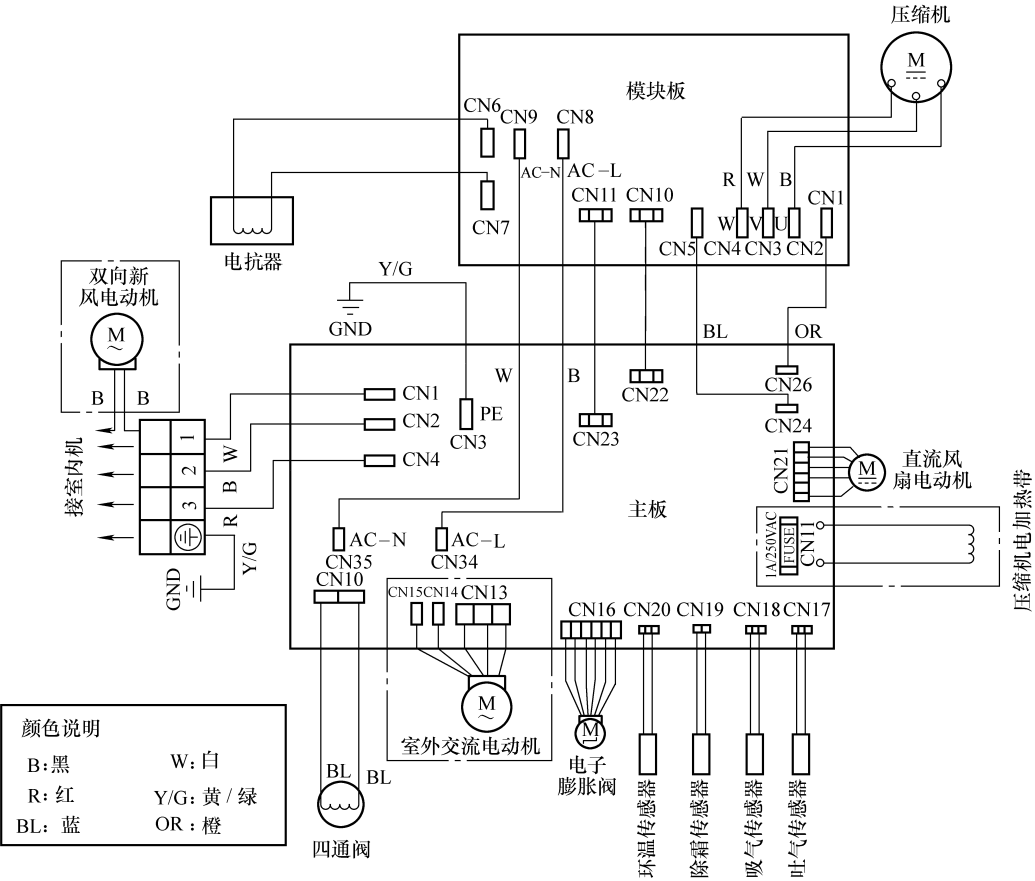 压缩机
M
模块板
CN6
CN9
CN8
AC-N
AC-L
CN11
CN10
R
W
B
CN1
CN7
W
V
U
CN5
CN4
CN3
CN2
电抗器
双向新
风电动机
M
~
B
B
Y/G
GND
BL
OR
W
B
CN22
CN26
CN1
CN2
CN4
PE
CN3
CN23
CN24
接室内机
1
2
3
W
B
R
Y/G
GND
CN21
M
直流风
扇电动机
主板
AC-N
CN35
AC-L
CN34
1A/250VAC
FUSE
CN11
压缩机电加热带
CN10
CN15
CN14
CN13
CN16
CN20
CN19
CN18
CN17
M
~
室外交流电动机
M
电子
膨胀阀
环温传感器
除霜传感器
吸气传感器
吐气传感器
BL
BL
四通阀
颜色说明
B:黑
W:白
R:红
Y/G:黄/绿
BL:蓝
OR:橙